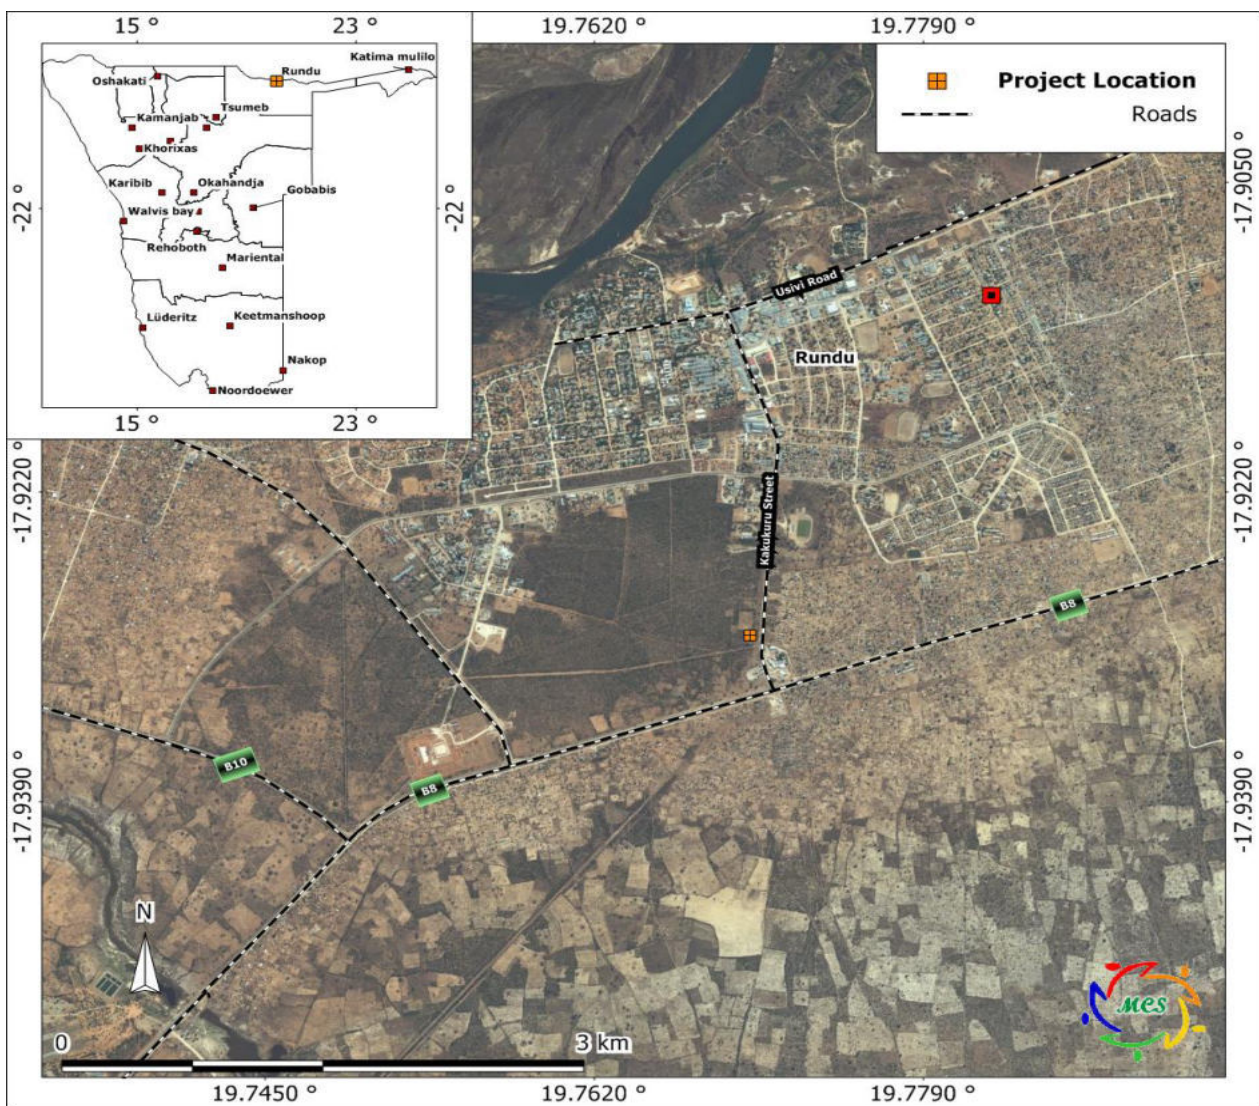 15 °
23 °
19.7620 °
19.7790 °
Project Location
Roads
Katima mulilo
Rundu
Oshakati
Tsumeb
Kamanjab
Khorixas
Karibib
Okahandja
Gobabis
Walvis bay
Rehoboth
Mariental
Lüderitz
Keetmanshoop
Nakop
Noordoewer
-22 °
-22 °
15 °
23 °
-17.9050 °
Usivi Road
Rundu
-17.9220 °
-17.9220 °
Kakukuru Street
B8
B10
B8
-17.9390 °
-17.9390 °
N
MCS
0
3 km
19.7450 °
19.7620 °
19.7790 °